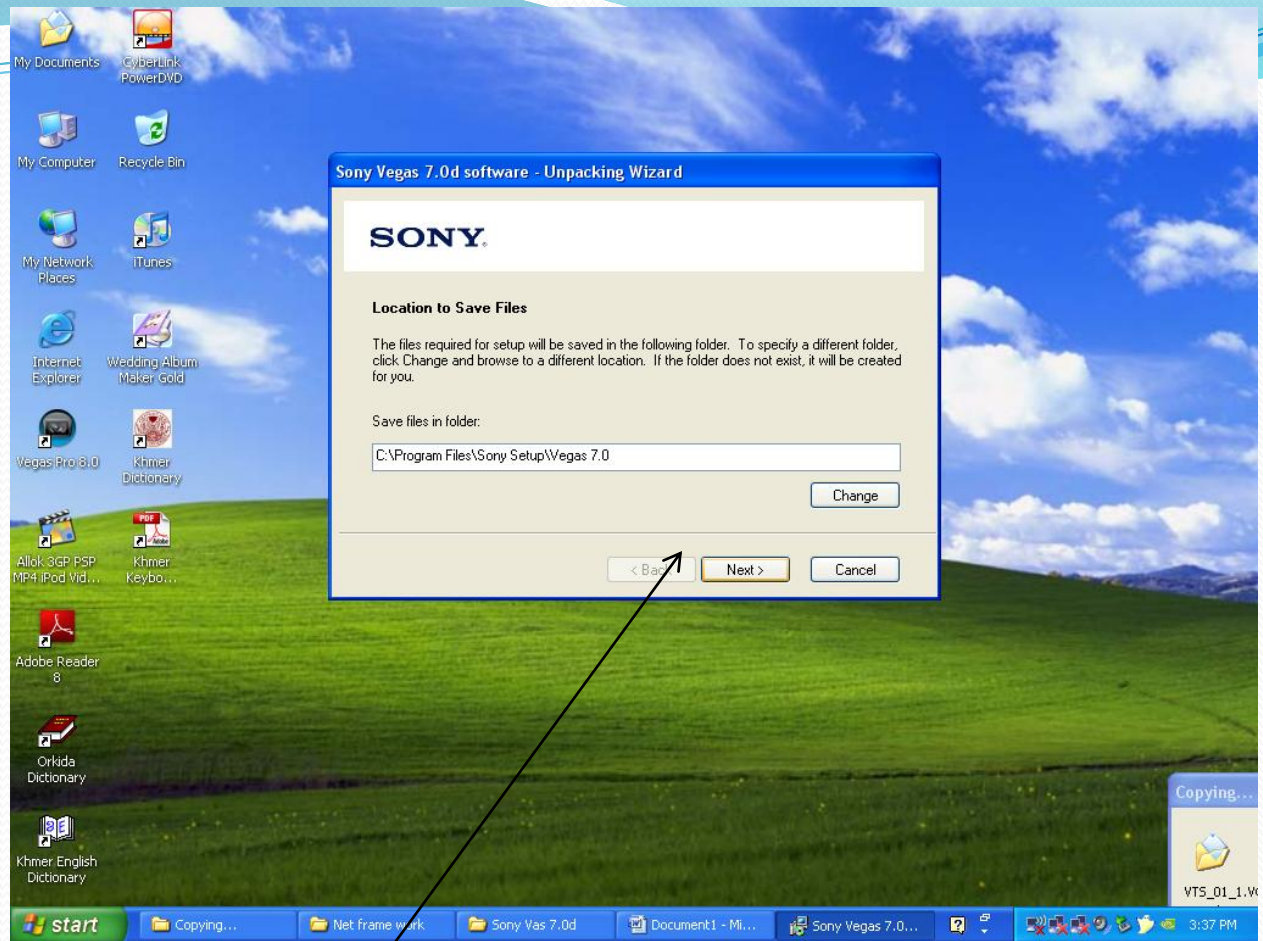 My Documents
CyberLink
PowerDVD
My Computer
Recycle Bin
My Network
Places
iTunes
Internet
Explorer
Wedding Album
Maker Gold
Vegas Pro 8.0
Khmer
Dictionary
Allok 3GP PSP
MP4 iPod Vid...
PDF
Adobe
Khmer
Keybo...
Adobe Reader
8
Orkida
Dictionary
Khmer English
Dictionary
Sony Vegas 7.0d software - Unpacking Wizard
SONY
Location to Save Files
The files required for setup will be saved in the following folder. To specify a different folder,
click Change and browse to a different location. If the folder does not exist, it will be created
for you.
Save files in folder:
C:\Program Files\Sony Setup\Vegas 7.0
Change
< Back
Next >
Cancel
Copying...
VTS_01_1.V
start
Copying...
Net frame work
Sony Vas 7.0d
Document1 - Mi...
Sony Vegas 7.0...
3:37 PM